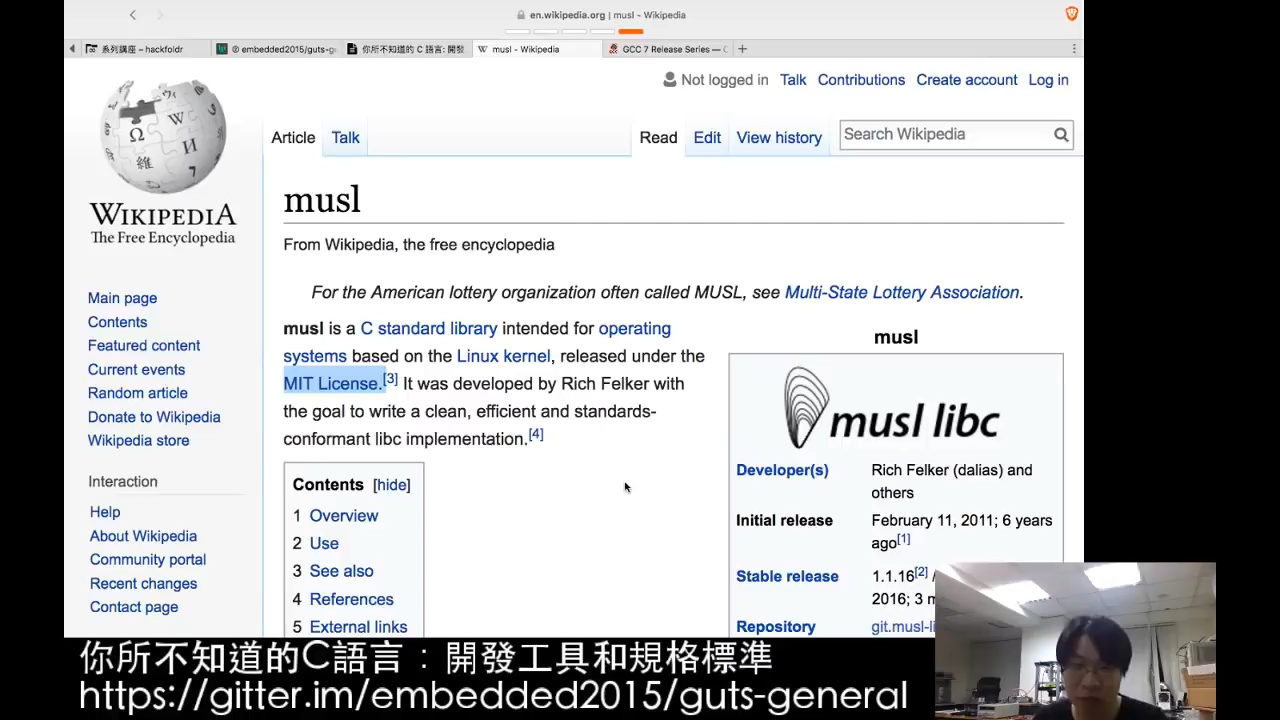 en.wikipedia.org | musl - Wikipedia
系列講座 – hackfoldr
@ embedded2015/guts-ge
你所不知道的 C 語言: 開發
W musl - Wikipedia
GCC 7 Release Series — C
Not logged in Talk Contributions Create account Log in
Article Talk Read Edit View history Search Wikipedia
WIKIPEDIA
The Free Encyclopedia
Main page
Contents
Featured content
Current events
Random article
Donate to Wikipedia
Wikipedia store
Interaction
Help
About Wikipedia
Community portal
Recent changes
Contact page
musl
From Wikipedia, the free encyclopedia
For the American lottery organization often called MUSL, see Multi-State Lottery Association.
musl is a C standard library intended for operating
systems based on the Linux kernel, released under the
MIT License.[3] It was developed by Rich Felker with
the goal to write a clean, efficient and standards-
conformant libc implementation.[4]
Contents [hide]
1 Overview
2 Use
3 See also
4 References
5 External links
musl
musl libc
Developer(s) Rich Felker (dalias) and
others
Initial release February 11, 2011; 6 years
ago[1]
Stable release 1.1.16[2] /
2016; 3 m
Repository git.musl-li
你所不知道的C語言：開發工具和規格標準
https://gitter.im/embedded2015/guts-general